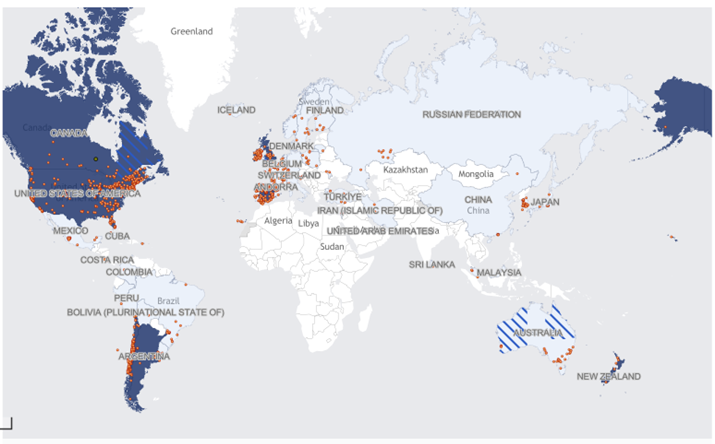 Greenland
ICELAND
Sweden
FINLAND
RUSSIAN FEDERATION
Canada
CANADA
DENMARK
BELGIUM
SWITZERLAND
Kazakhstan
Mongolia
ANDORRA
UNITED STATES OF AMERICA
TÜRKİYE
CHINA
China
JAPAN
IRAN (ISLAMIC REPUBLIC OF)
Algeria
Libya
MEXICO
CUBA
UNITED ARAB EMIRATES
Sudan
COSTA RICA
COLOMBIA
SRI LANKA
MALAYSIA
PERU
Brazil
BOLIVIA (PLURINATIONAL STATE OF)
AUSTRALIA
ARGENTINA
NEW ZEALAND